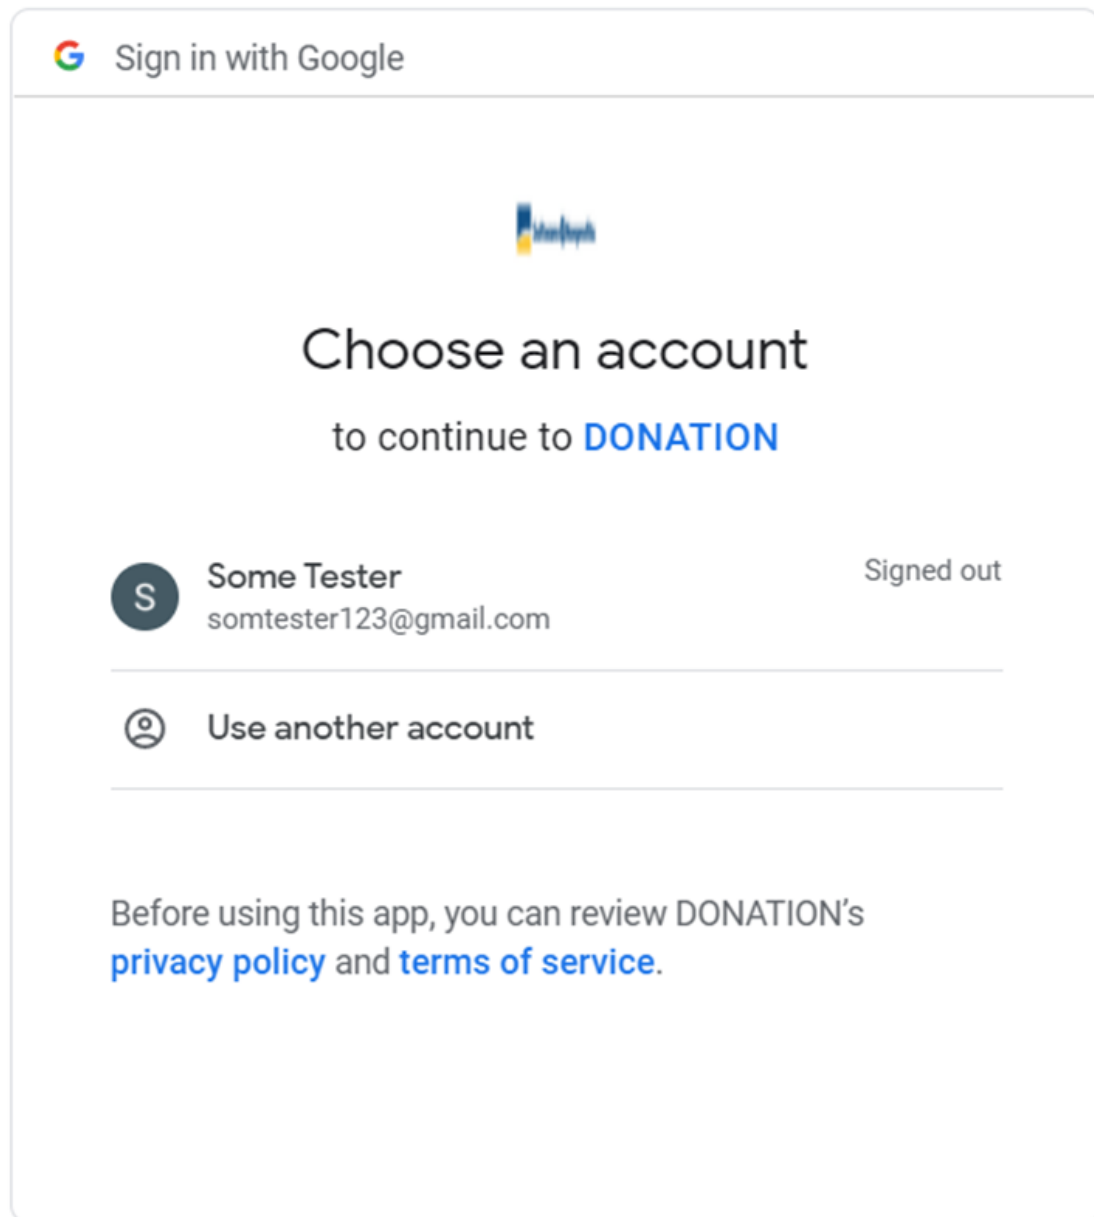 Sign in with Google
Choose an account
to continue to DONATION
S
Some Tester
Signed out
somtester123@gmail.com
Use another account
Before using this app, you can review DONATION's
privacy policy and terms of service.